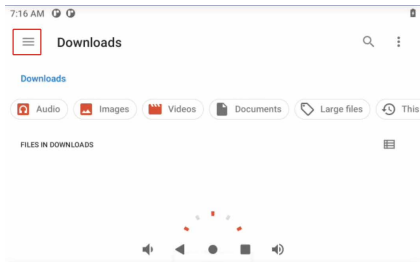 7:16 AM
Downloads
Downloads
Audio Images Videos Documents Large files This
FILES IN DOWNLOADS